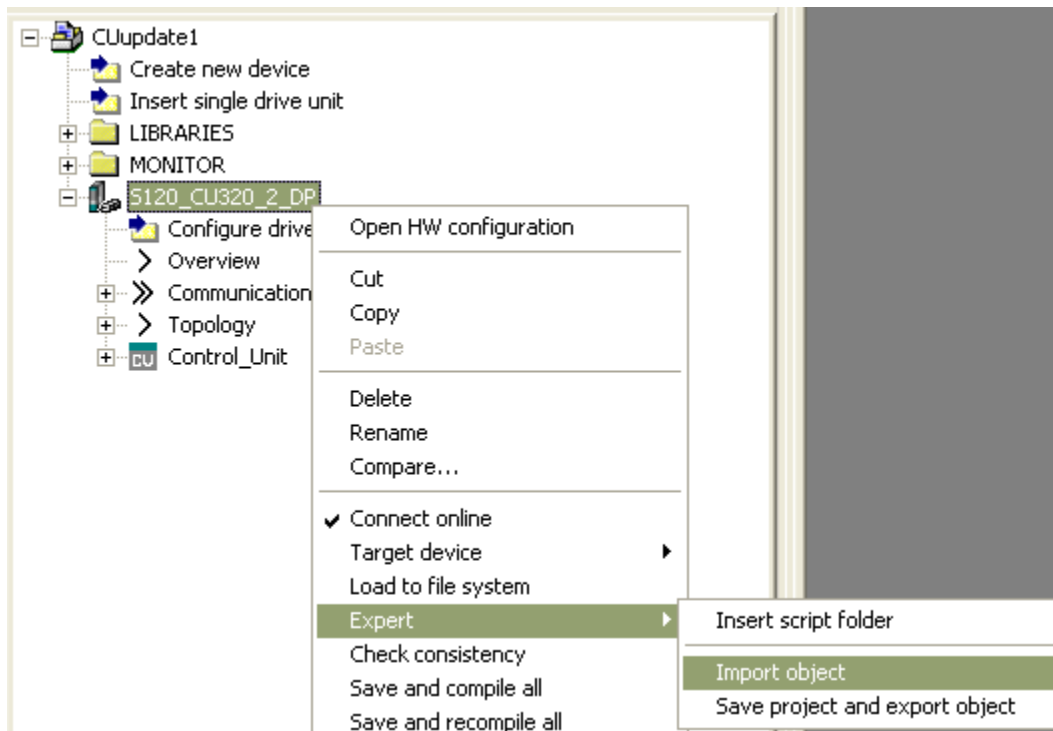 CUupdate1
Create new device
Insert single drive unit
LIBRARIES
MONITOR
S120_CU320_2_DP
Configure drive
Overview
Communication
Topology
CU Control_Unit
Open HW configuration
Cut
Copy
Paste
Delete
Rename
Compare...
Connect online
Target device
Load to file system
Expert
Check consistency
Save and compile all
Save and recompile all
Insert script folder
Import object
Save project and export object